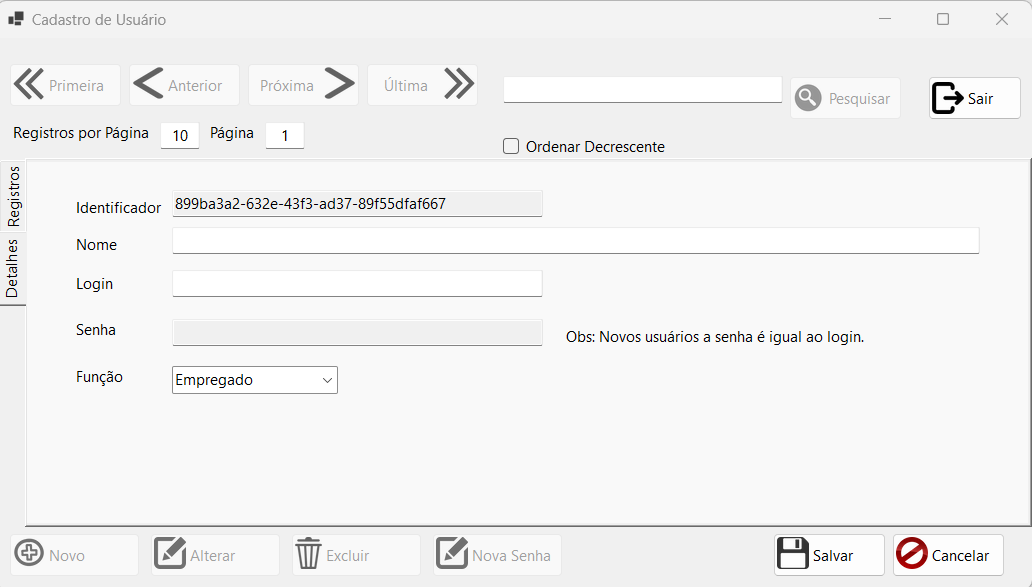 Cadastro de Usuário
Primeira Anterior Próxima Última Pesquisar Sair
Registros por Página 10 Página 1
Ordenar Decrescente
Registros
Detalhes
Identificador 899ba3a2-632e-43f3-ad37-89f55dfaf667
Nome
Login
Senha Obs: Novos usuários a senha é igual ao login.
Função Empregado
Novo Alterar Excluir Nova Senha Salvar Cancelar